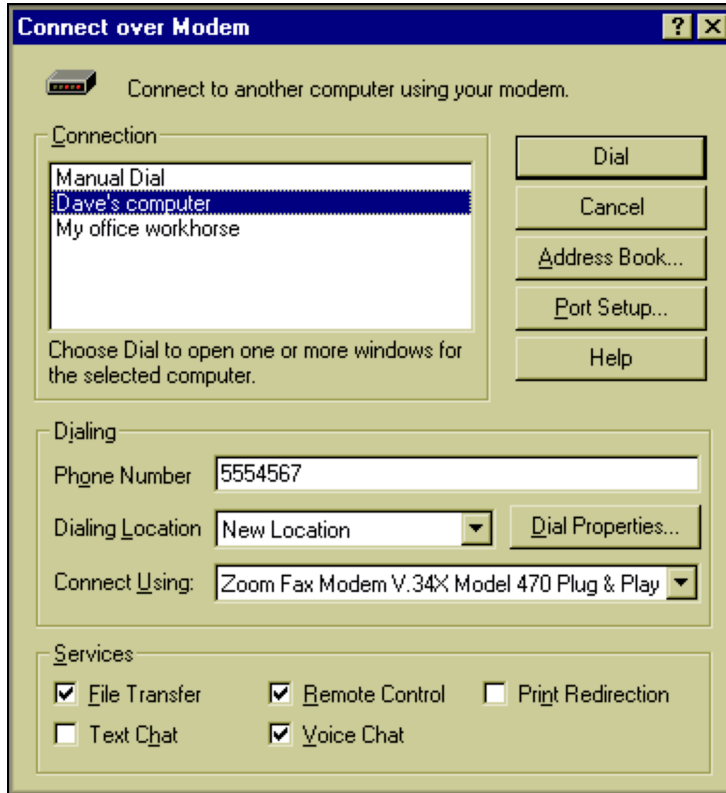 Connect over Modem
Connect to another computer using your modem.
Connection
Manual Dial
Dave's computer
My office workhorse
Choose Dial to open one or more windows for
the selected computer.
Dial
Cancel
Address Book...
Port Setup...
Help
Dialing
Phone Number 5554567
Dialing Location New Location Dial Properties...
Connect Using: Zoom Fax Modem V.34X Model 470 Plug & Play
Services
File Transfer Remote Control Print Redirection
Text Chat Voice Chat